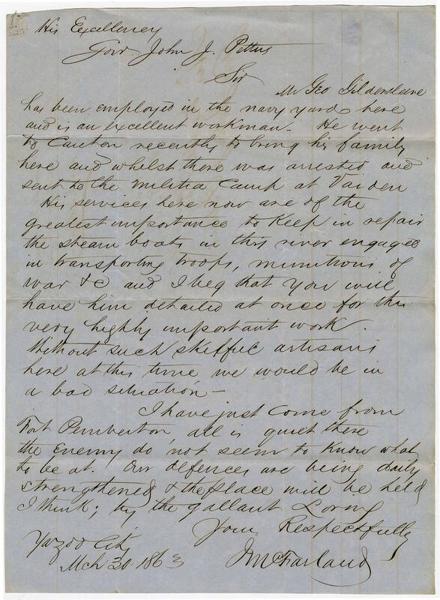 His Excellency
Govr John J. Pettus
Sir
Mr Geo Gildersleave
has been employed in the navy yard here
and is an excellent workman. He went
to Canton recently to bring his family
here and whilst there was arrested and
sent to the militia Camp at Vaiden
His services here now are of the
greatest importance to keep in repair
the steam boats in this river engaged
in transporting troops, munitions of
war &c and I beg that you will
have him detailed at once for this
very highly important work.
Without such skilful artisans
here at this time we would be in
a bad situation —
I have just come from
Fort Pemberton all is quiet there
the Enemy do not seem to know what
to be at. Our defences are being daily
strengthened & the place will be held
I think, by the gallant Loring
Your Respectfully
Yazoo City
J McFarland
Mch 30 1863